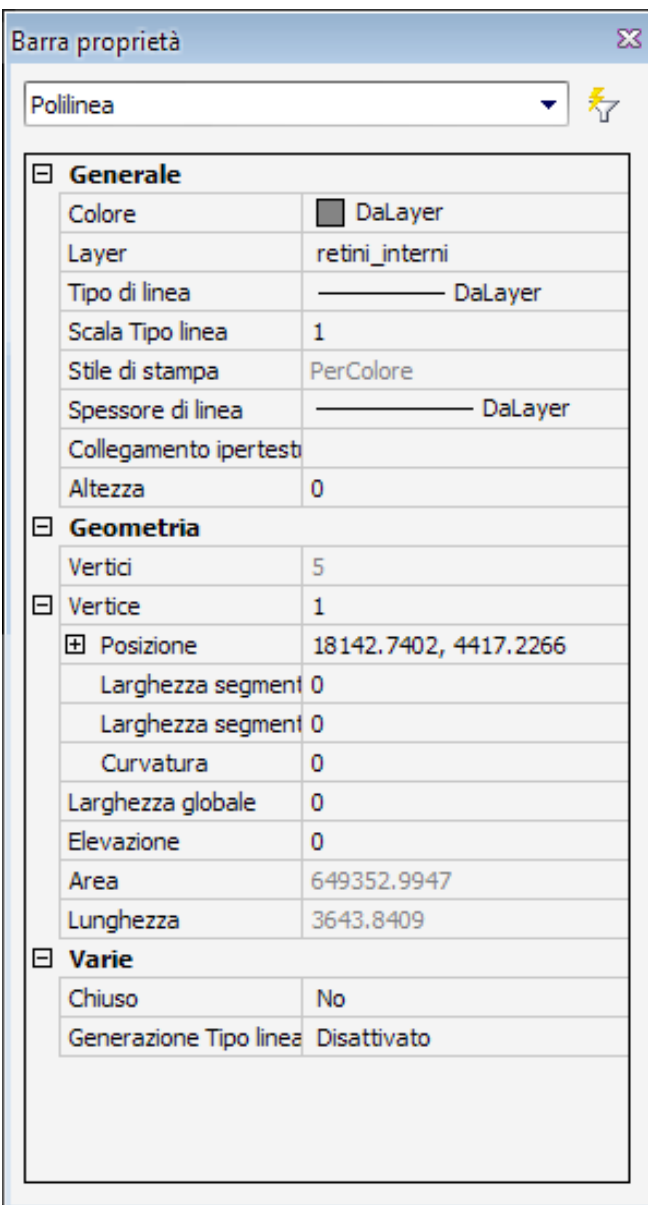 Barra proprietà
Polilinea
Generale
Colore DaLayer
Layer retini_interni
Tipo di linea DaLayer
Scala Tipo linea 1
Stile di stampa PerColore
Spessore di linea DaLayer
Collegamento ipertest
Altezza 0
Geometria
Vertici 5
Vertice 1
Posizione 18142.7402, 4417.2266
Larghezza segment 0
Larghezza segment 0
Curvatura 0
Larghezza globale 0
Elevazione 0
Area 649352.9947
Lunghezza 3643.8409
Varie
Chiuso No
Generazione Tipo linea Disattivato